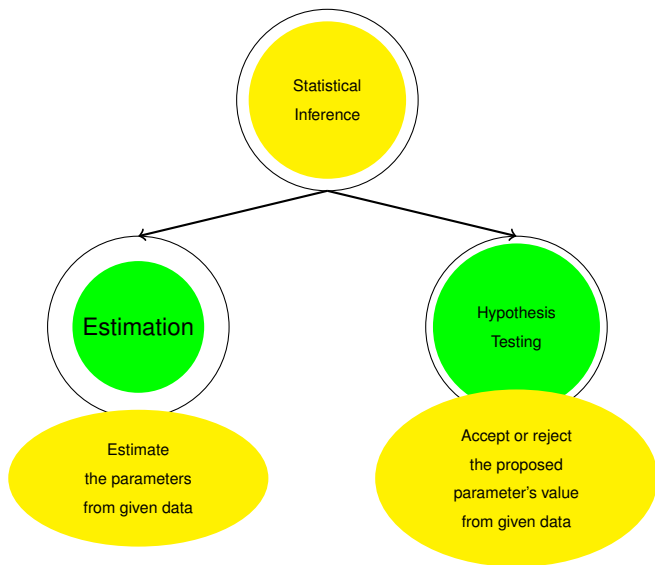 Statistical
Inference
Estimation
Hypothesis
Testing
Estimate
the parameters
from given data
Accept or reject
the proposed
parameter's value
from given data